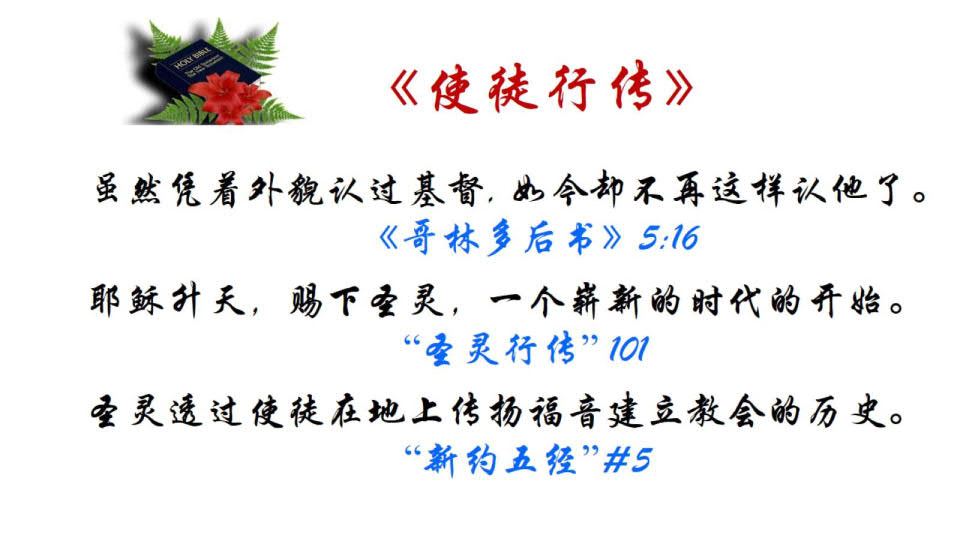 HOLY BIBLE
《使徒行传》
虽然凭着外貌认过基督，如今却不再这样认他了。
《哥林多后书》5:16
耶稣升天，赐下圣灵，一个崭新的时代的开始。
“圣灵行传”101
圣灵透过使徒在地上传扬福音建立教会的历史。
“新约五经”#5